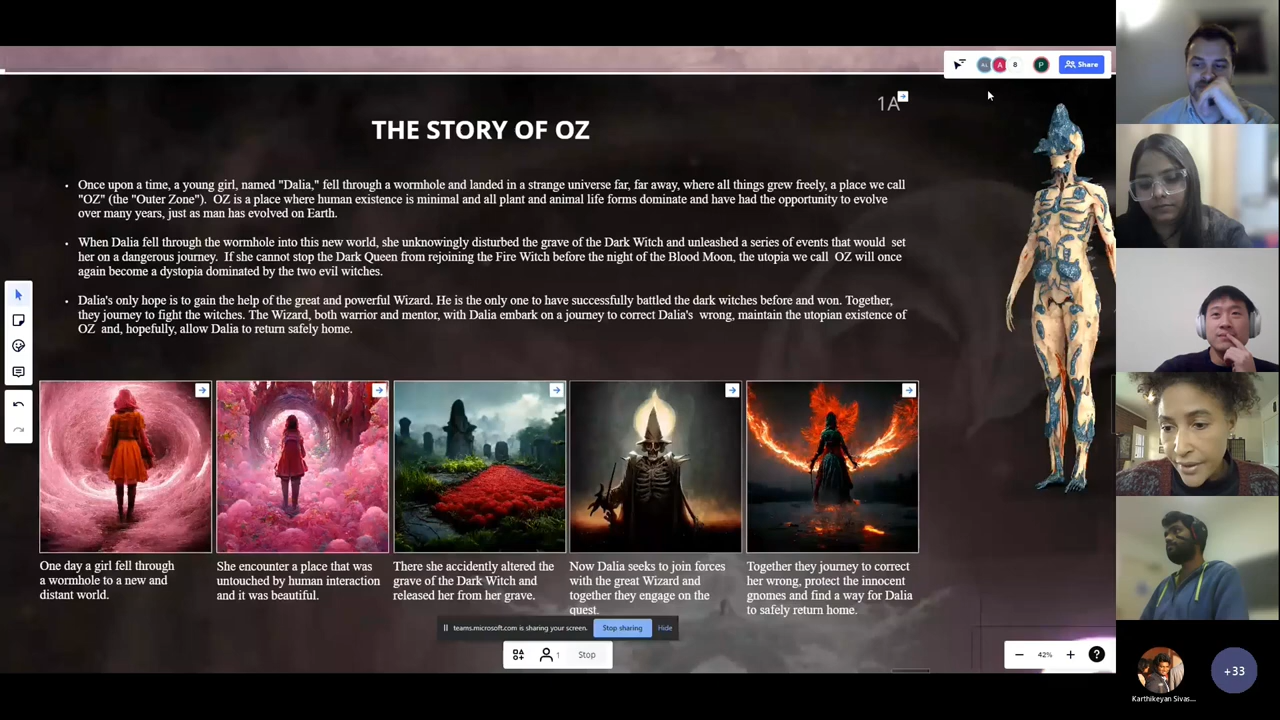 AL A 8 P Share
1A
THE STORY OF OZ
• Once upon a time, a young girl, named "Dalia," fell through a wormhole and landed in a strange universe far, far away, where all things grew freely, a place we call
"OZ" (the "Outer Zone"). OZ is a place where human existence is minimal and all plant and animal life forms dominate and have had the opportunity to evolve
over many years, just as man has evolved on Earth.
• When Dalia fell through the wormhole into this new world, she unknowingly disturbed the grave of the Dark Witch and unleashed a series of events that would set
her on a dangerous journey. If she cannot stop the Dark Queen from rejoining the Fire Witch before the night of the Blood Moon, the utopia we call OZ will once
again become a dystopia dominated by the two evil witches.
• Dalia's only hope is to gain the help of the great and powerful Wizard. He is the only one to have successfully battled the dark witches before and won. Together,
they journey to fight the witches. The Wizard, both warrior and mentor, with Dalia embark on a journey to correct Dalia's wrong, maintain the utopian existence of
OZ and, hopefully, allow Dalia to return safely home.
One day a girl fell through
a wormhole to a new and
distant world.
She encounter a place that was
untouched by human interaction
and it was beautiful.
There she accidently altered the
grave of the Dark Witch and
released her from her grave.
Now Dalia seeks to join forces
with the great Wizard and
together they engage on the
quest.
Together they journey to correct
her wrong, protect the innocent
gnomes and find a way for Dalia
to safely return home.
teams.microsoft.com is sharing your screen. Stop sharing Hide
1 Stop
42% ?
+33
Karthikeyan Sivas...